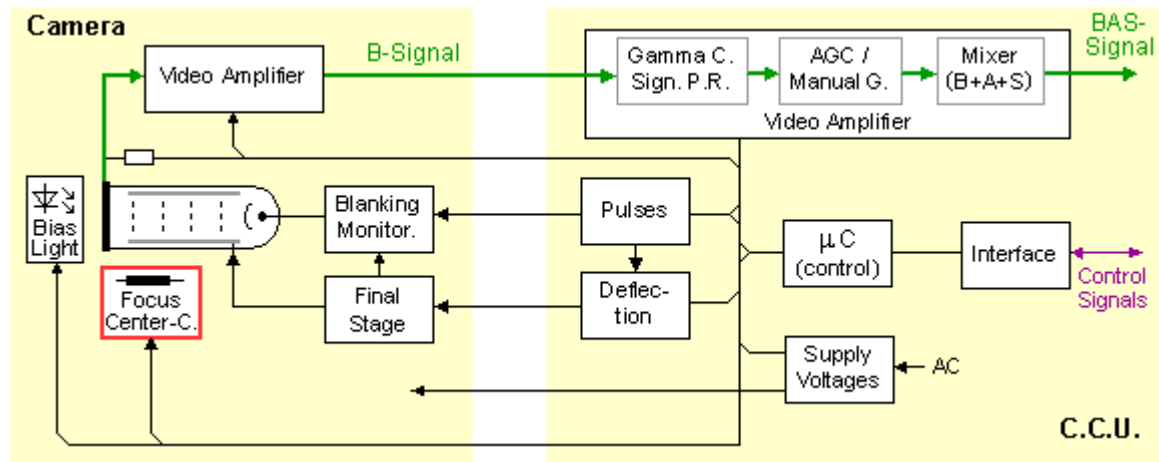 Camera
Video Amplifier
B-Signal
Gamma C.
Sign. P.R.
AGC /
Manual G.
Mixer
(B+A+S)
Video Amplifier
BAS-
Signal
Bias
Light
Blanking
Monitor.
Pulses
μC
(control)
Interface
Control
Signals
Focus
Center-C.
Final
Stage
Deflec-
tion
Supply
Voltages
AC
C.C.U.